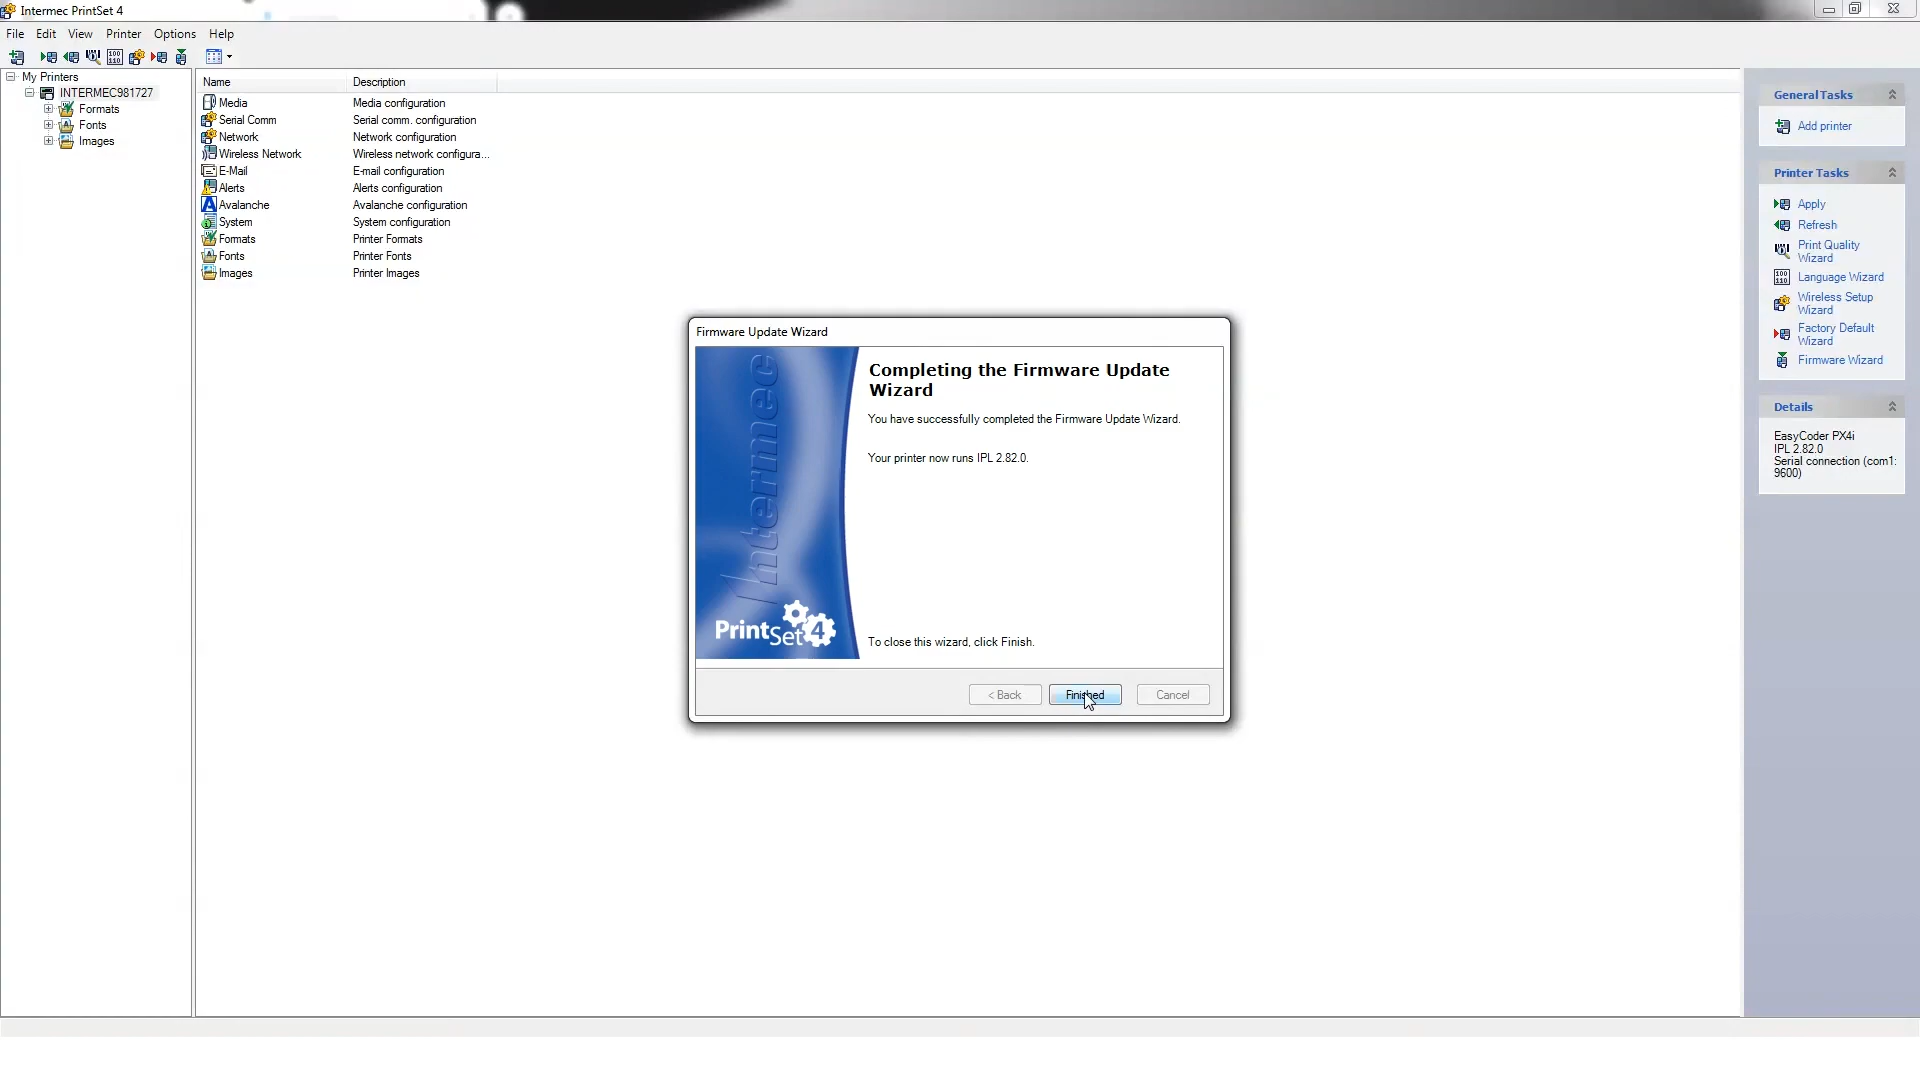 Intermec PrintSet 4
File Edit View Printer Options Help
My Printers
INTERMEC981727
Formats
Fonts
Images
Name Description
Media Media configuration
Serial Comm Serial comm. configuration
Network Network configuration
Wireless Network Wireless network configura...
E-Mail E-mail configuration
Alerts Alerts configuration
Avalanche Avalanche configuration
System System configuration
Formats Printer Formats
Fonts Printer Fonts
Images Printer Images
Firmware Update Wizard
Intermec
PrintSet 4
Completing the Firmware Update
Wizard
You have successfully completed the Firmware Update Wizard.
Your printer now runs IPL 2.82.0.
To close this wizard, click Finish.
< Back Finished Cancel
General Tasks
Add printer
Printer Tasks
Apply
Refresh
Print Quality
Wizard
Language Wizard
Wireless Setup
Wizard
Factory Default
Wizard
Firmware Wizard
Details
EasyCoder PX4i
IPL 2.82.0
Serial connection (com1:
9600)